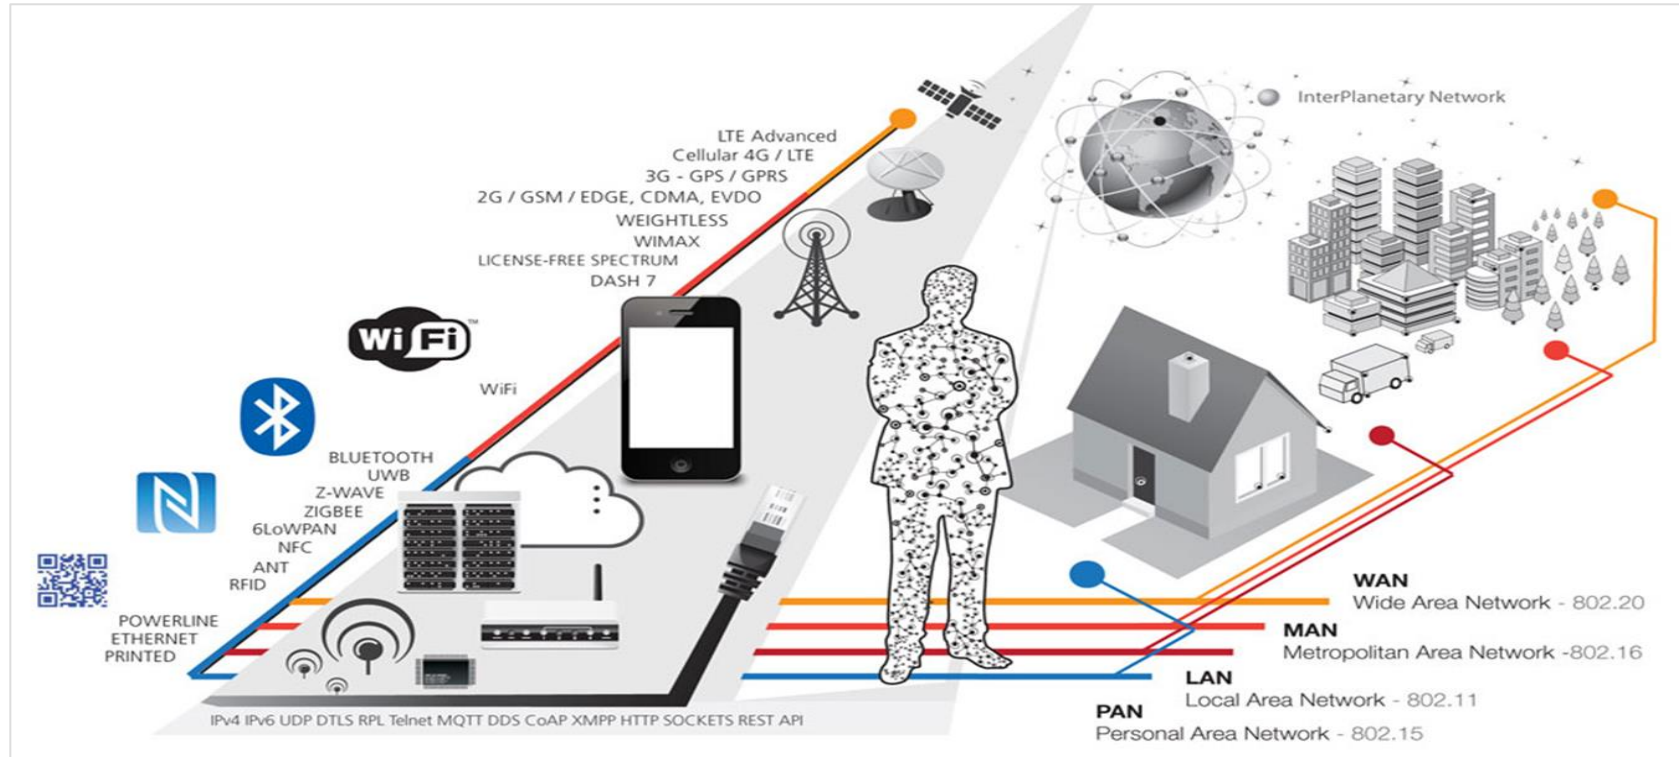 InterPlanetary Network
LTE Advanced
Cellular 4G / LTE
3G - GPS / GPRS
2G / GSM / EDGE, CDMA, EVDO
WEIGHTLESS
WIMAX
LICENSE-FREE SPECTRUM
DASH 7
WiFi™
WiFi
BLUETOOTH
UWB
Z-WAVE
ZIGBEE
6LoWPAN
NFC
ANT
RFID
POWERLINE
ETHERNET
PRINTED
WAN
Wide Area Network - 802.20
MAN
Metropolitan Area Network -802.16
LAN
Local Area Network - 802.11
PAN
Personal Area Network - 802.15
IPv4 IPv6 UDP DTLS RPL Telnet MQTT DDS CoAP XMPP HTTP SOCKETS REST API